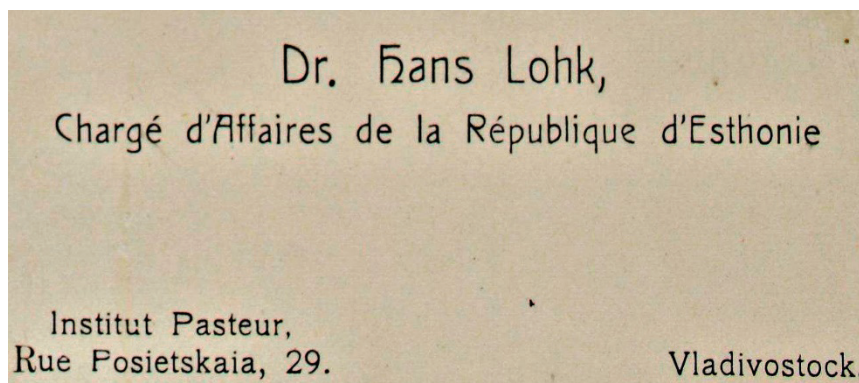 Dr. Hans Lohk,
Chargé d'Affaires de la République d'Esthonie
Institut Pasteur,
Rue Posietskaia, 29.
Vladivostock